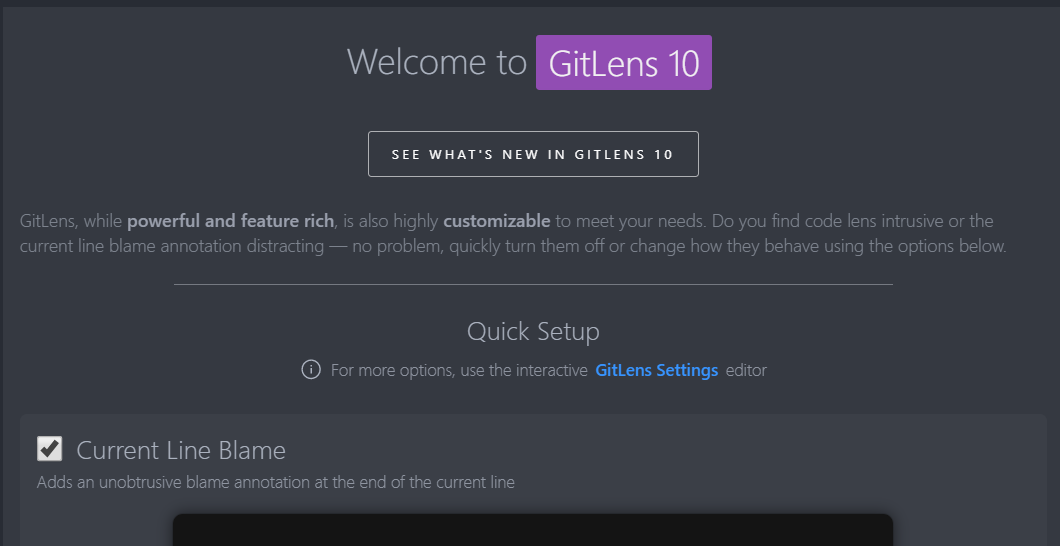 Welcome to GitLens 10
SEE WHAT'S NEW IN GITLENS 10
GitLens, while powerful and feature rich, is also highly customizable to meet your needs. Do you find code lens intrusive or the
current line blame annotation distracting — no problem, quickly turn them off or change how they behave using the options below.
Quick Setup
For more options, use the interactive GitLens Settings editor
Current Line Blame
Adds an unobtrusive blame annotation at the end of the current line